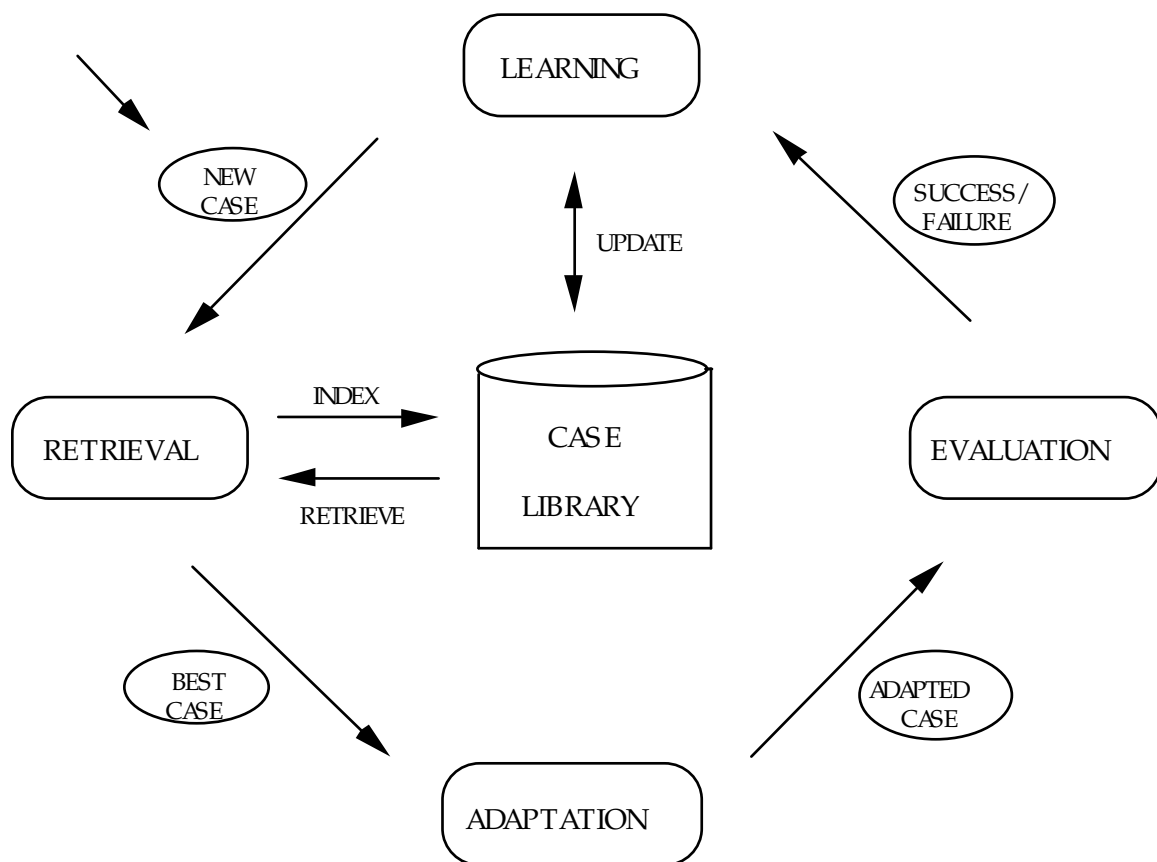 LEARNING
NEW
CASE
SUCCESS/
FAILURE
UPDATE
INDEX
RETRIEVAL
CASE
LIBRARY
EVALUATION
RETRIEVE
BEST
CASE
ADAPTED
CASE
ADAPTATION